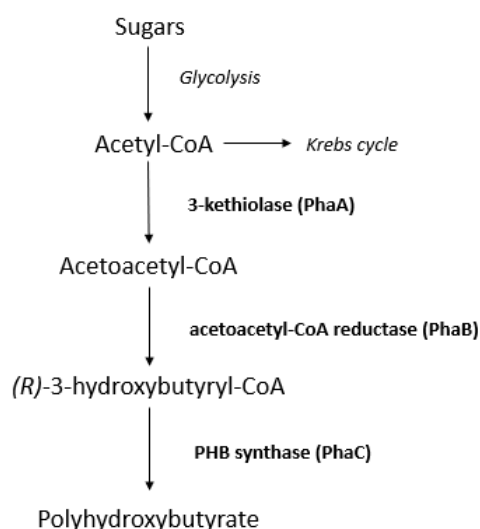 Sugars
Glycolysis
Acetyl-CoA
Krebs cycle
3-kethiolase (PhaA)
Acetoacetyl-CoA
acetoacetyl-CoA reductase (PhaB)
(R)-3-hydroxybutyryl-CoA
PHB synthase (PhaC)
Polyhydroxybutyrate